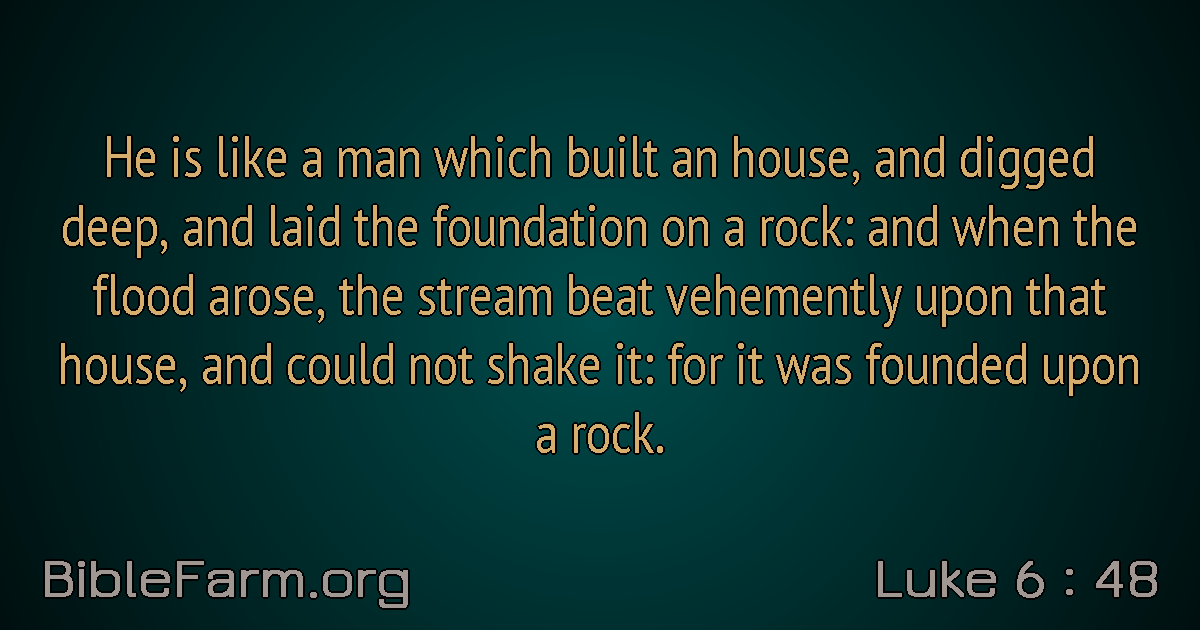 He is like a man which built an house, and digged
deep, and laid the foundation on a rock: and when the
flood arose, the stream beat vehemently upon that
house, and could not shake it: for it was founded upon
a rock.
BibleFarm.org
Luke 6 : 48